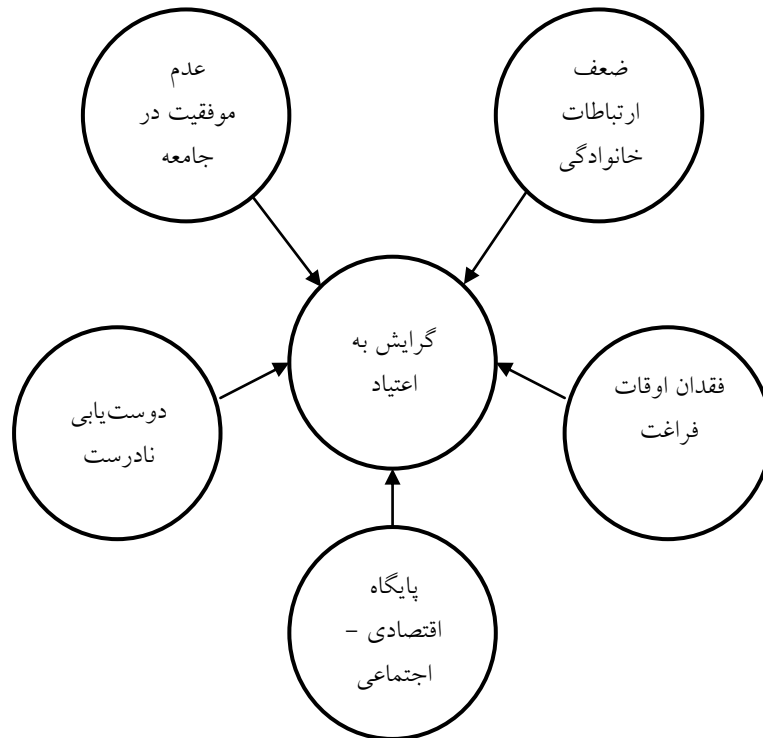 ضعف
ارتباطات
خانوادگی
عدم
موفقیت در
جامعه
گرایش به
اعتیاد
فقدان اوقات
فراغت
دوست‌یابی
نادرست
پایگاه
اقتصادی –
اجتماعی